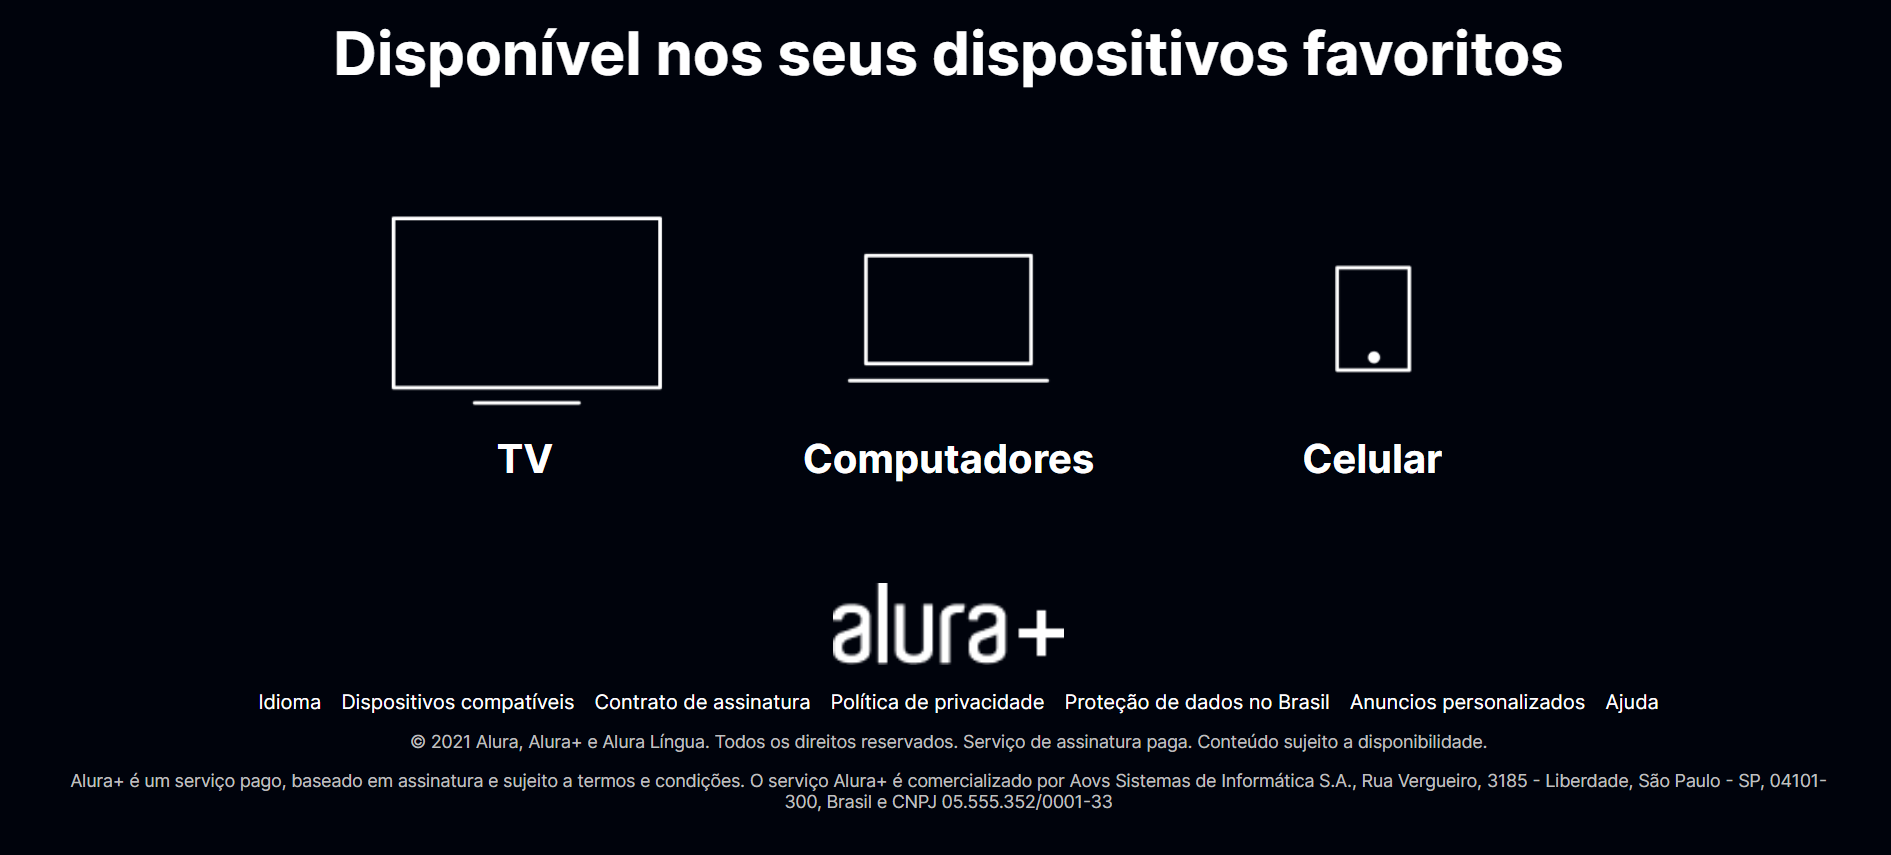 Disponível nos seus dispositivos favoritos
TV
Computadores
Celular
alura+
Idioma Dispositivos compatíveis Contrato de assinatura Política de privacidade Proteção de dados no Brasil Anuncios personalizados Ajuda
© 2021 Alura, Alura+ e Alura Língua. Todos os direitos reservados. Serviço de assinatura paga. Conteúdo sujeito a disponibilidade.
Alura+ é um serviço pago, baseado em assinatura e sujeito a termos e condições. O serviço Alura+ é comercializado por Aovs Sistemas de Informática S.A., Rua Vergueiro, 3185 - Liberdade, São Paulo - SP, 04101-
300, Brasil e CNPJ 05.555.352/0001-33